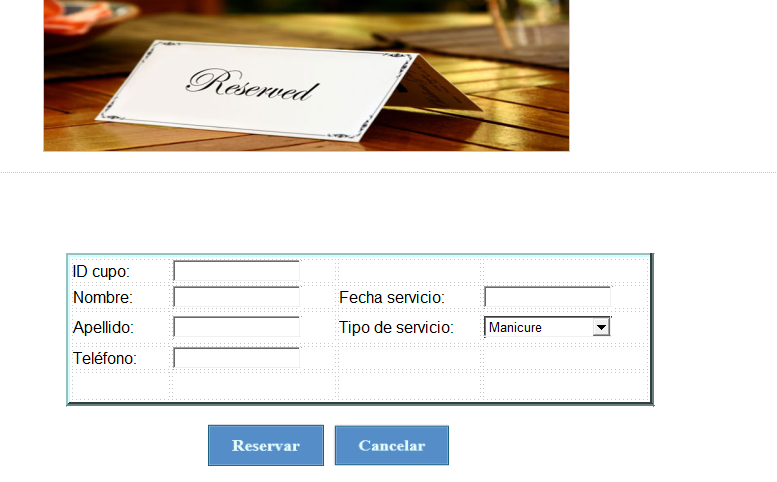 Reserved
ID cupo:
Nombre:
Fecha servicio:
Apellido:
Tipo de servicio: Manicure
Teléfono:
Reservar Cancelar